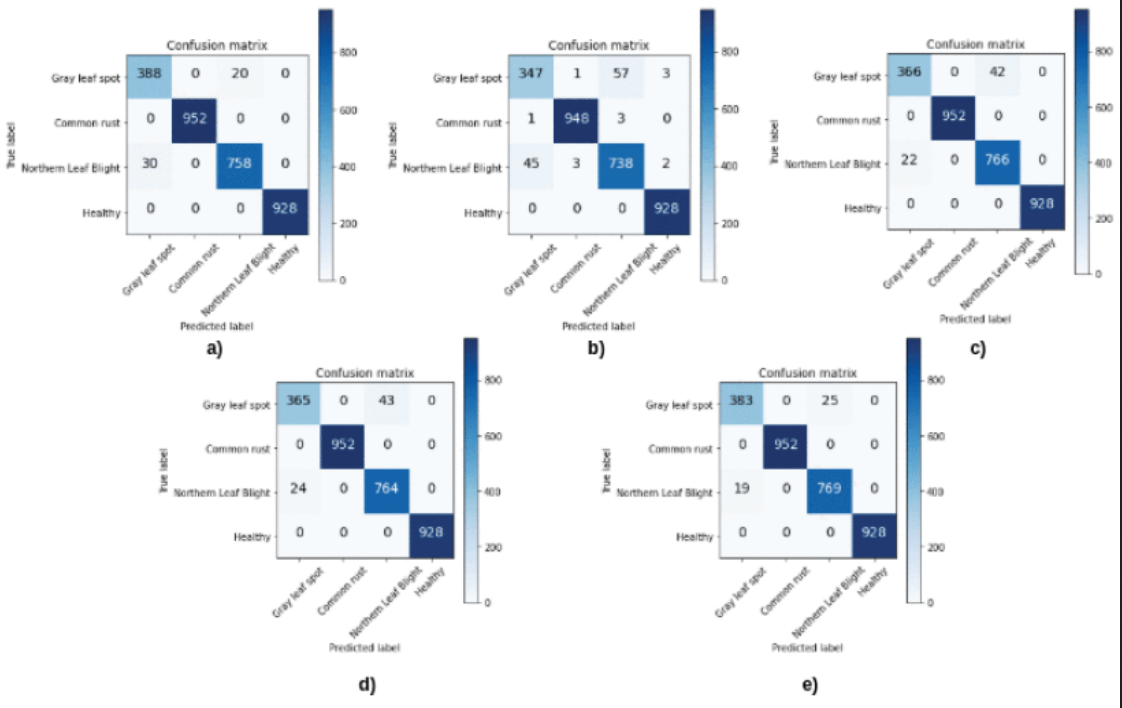 Confusion matrix
Gray leaf spot 388 0 20 0
Common rust 0 952 0 0
Northern Leaf Blight 30 0 758 0
Healthy 0 0 0 928
True label
Gray leaf spot Common rust Northern Leaf Blight Healthy
Predicted label
800
600
400
200
0
a)
Confusion matrix
Gray leaf spot 347 1 57 3
Common rust 1 948 3 0
Northern Leaf Blight 45 3 738 2
Healthy 0 0 0 928
True label
Gray leaf spot Common rust Northern Leaf Blight Healthy
Predicted label
800
600
400
200
0
b)
Confusion matrix
Gray leaf spot 366 0 42 0
Common rust 0 952 0 0
Northern Leaf Blight 22 0 766 0
Healthy 0 0 0 928
True label
Gray leaf spot Common rust Northern Leaf Blight Healthy
Predicted label
800
600
400
200
0
c)
Confusion matrix
Gray leaf spot 365 0 43 0
Common rust 0 952 0 0
Northern Leaf Blight 24 0 764 0
Healthy 0 0 0 928
True label
Gray leaf spot Common rust Northern Leaf Blight Healthy
Predicted label
800
600
400
200
0
d)
Confusion matrix
Gray leaf spot 383 0 25 0
Common rust 0 952 0 0
Northern Leaf Blight 19 0 769 0
Healthy 0 0 0 928
True label
Gray leaf spot Common rust Northern Leaf Blight Healthy
Predicted label
800
600
400
200
0
e)